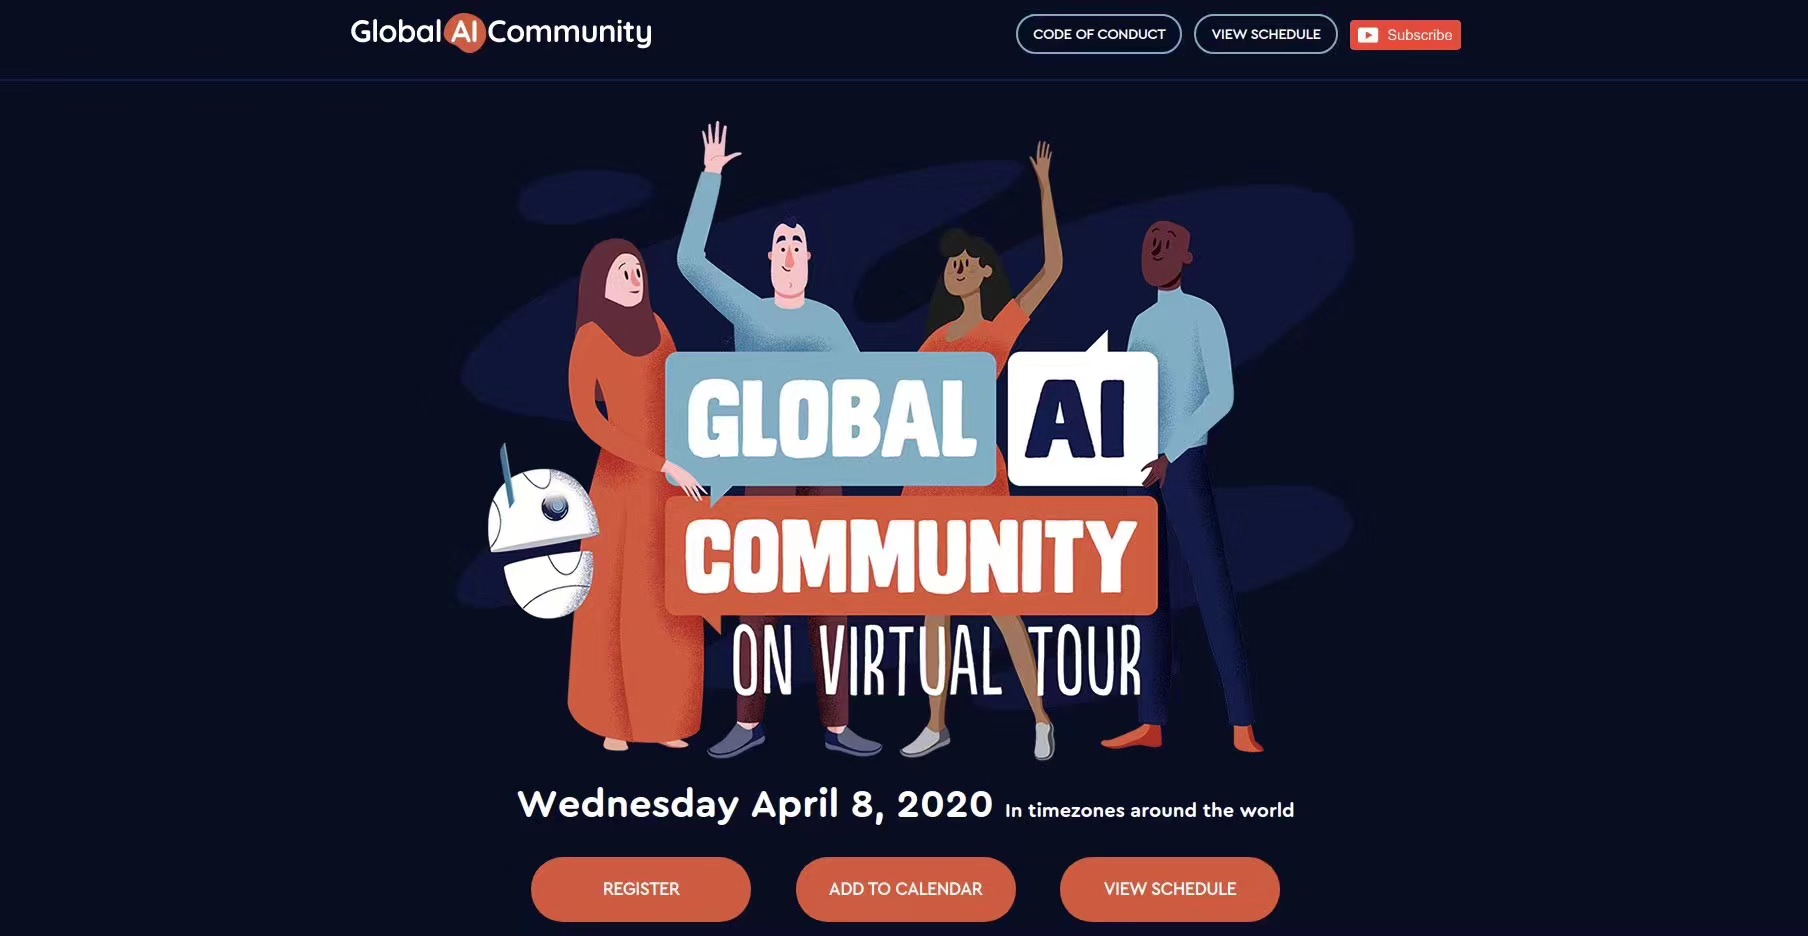 Global AI Community
CODE OF CONDUCT
VIEW SCHEDULE
Subscribe
GLOBAL AI
COMMUNITY
ON VIRTUAL TOUR
Wednesday April 8, 2020 In timezones around the world
REGISTER
ADD TO CALENDAR
VIEW SCHEDULE